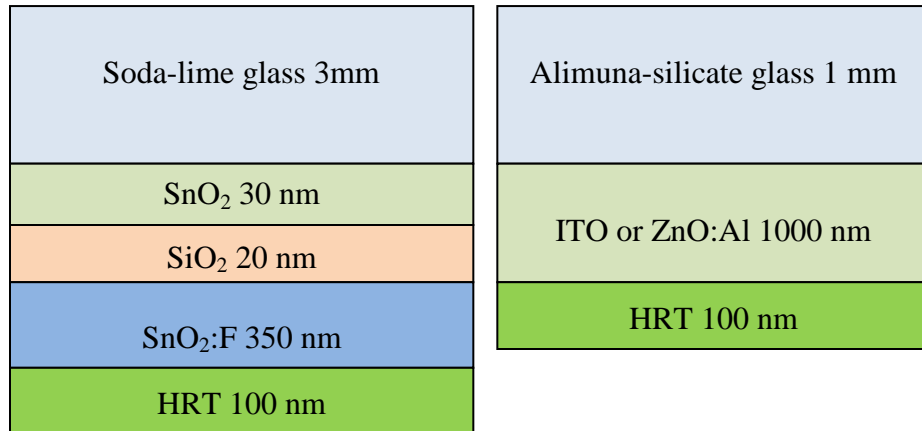 Soda-lime glass 3mm
SnO₂ 30 nm
SiO₂ 20 nm
SnO₂:F 350 nm
HRT 100 nm
Alimuna-silicate glass 1 mm
ITO or ZnO:Al 1000 nm
HRT 100 nm